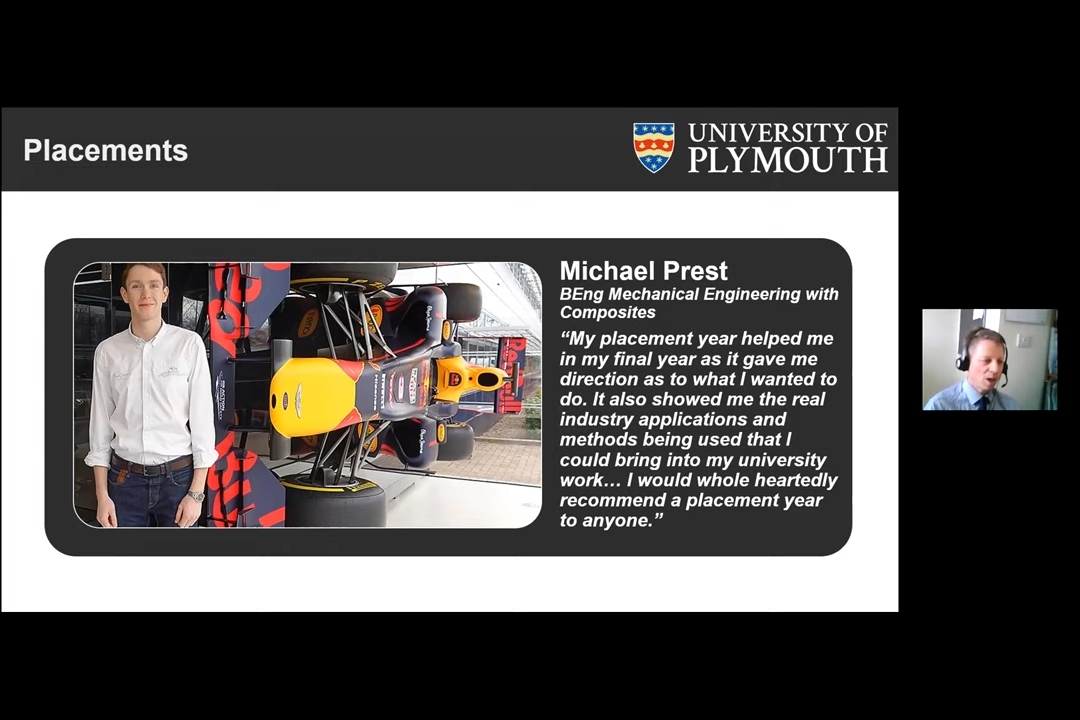 Placements
UNIVERSITY OF
PLYMOUTH
Michael Prest
BEng Mechanical Engineering with
Composites
“My placement year helped me
in my final year as it gave me
direction as to what I wanted to
do. It also showed me the real
industry applications and
methods being used that I
could bring into my university
work… I would whole heartedly
recommend a placement year
to anyone.”